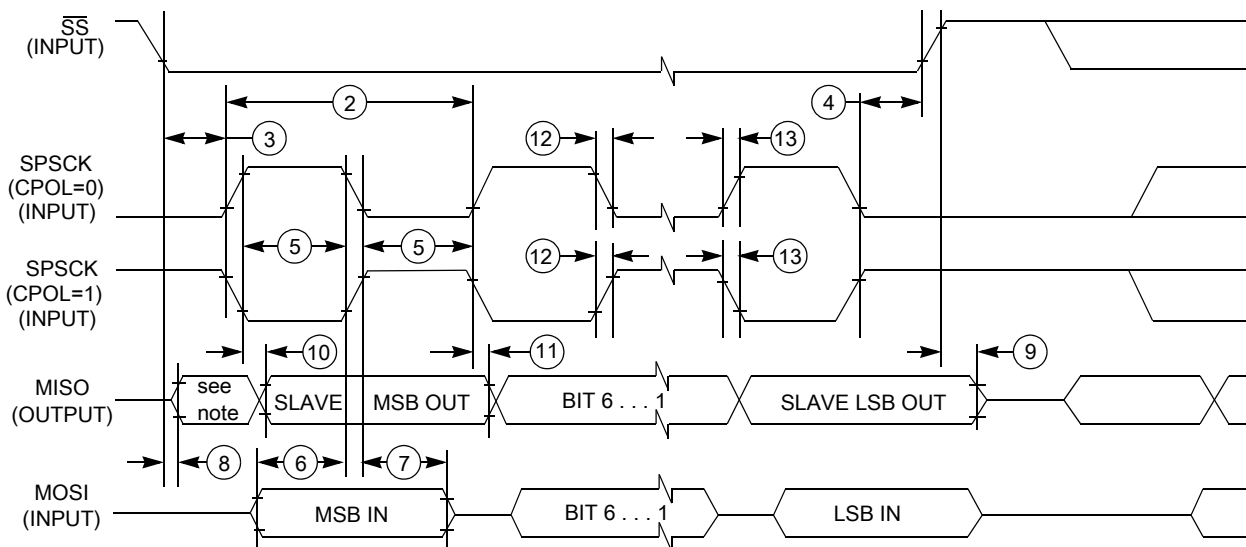 SS
(INPUT)
2
4
3
12
13
SPSCK
(CPOL=0)
(INPUT)
5
5
12
13
SPSCK
(CPOL=1)
(INPUT)
10
11
9
MISO
(OUTPUT)
see
note
SLAVE
MSB OUT
BIT 6 . . . 1
SLAVE LSB OUT
8
6
7
MOSI
(INPUT)
MSB IN
BIT 6 . . . 1
LSB IN